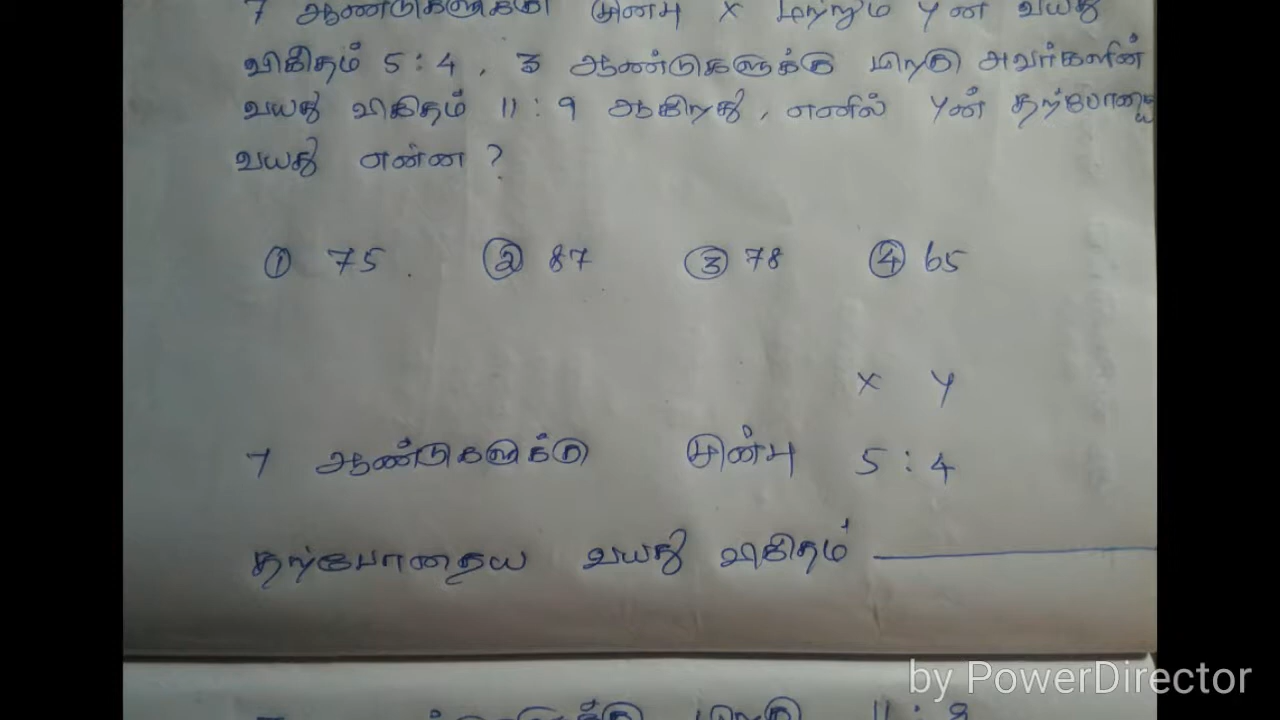 7 ஆண்டுகளுக்கு முன்பு x மற்றும் y ன் வயது
விகிதம் 5 : 4 , 3 ஆண்டுகளுக்கு பிறகு அவர்களின்
வயது விகிதம் 11 : 9 ஆகிறது , எனில் y ன் தற்போதைய
வயது என்ன ?
① 75 ② 87 ③ 78 ④ 65
x y
7 ஆண்டுகளுக்கு முன்பு 5 : 4
தற்போதைய வயது விகிதம்
by PowerDirector